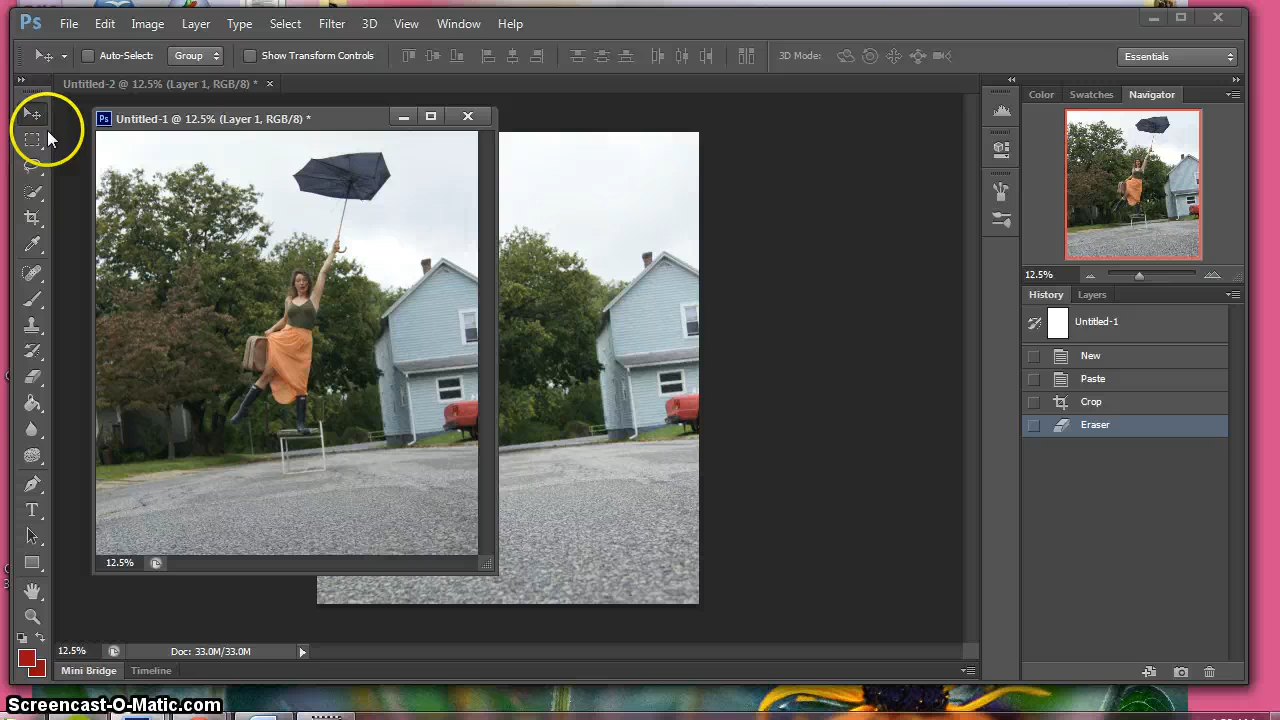 Ps File Edit Image Layer Type Select Filter 3D View Window Help
Auto-Select: Group Show Transform Controls 3D Mode: Essentials
Untitled-2 @ 12.5% (Layer 1, RGB/8) * ×
Color Swatches Navigator
Ps Untitled-1 @ 12.5% (Layer 1, RGB/8) *
12.5%
History Layers
Untitled-1
New
Paste
Crop
Eraser
T
12.5%
12.5% Doc: 33.0M/33.0M
Mini Bridge Timeline
Screencast-O-Matic.com